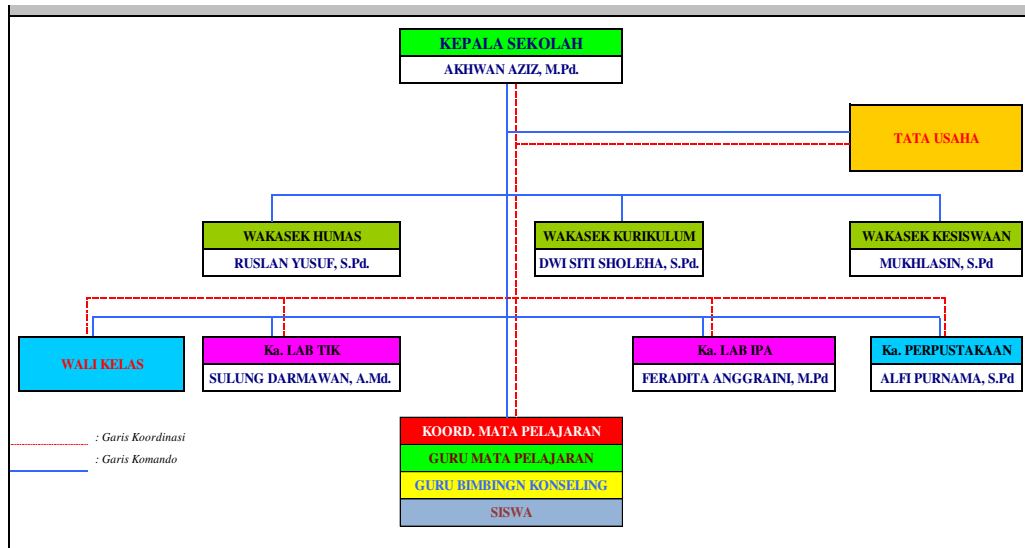 KEPALA SEKOLAH
AKHWAN AZIZ, M.Pd.
TATA USAHA
WAKASEK HUMAS
RUSLAN YUSUF, S.Pd.
WAKASEK KURIKULUM
DWI SITI SHOLEHA, S.Pd.
WAKASEK KESISWAAN
MUKHLASIN, S.Pd
WALI KELAS
Ka. LAB TIK
SULUNG DARMAWAN, A.Md.
Ka. LAB IPA
FERADITA ANGGRAINI, M.Pd
Ka. PERPUSTAKAAN
ALFI PURNAMA, S.Pd
KOORD. MATA PELAJARAN
GURU MATA PELAJARAN
GURU BIMBINGN KONSELING
SISWA
: Garis Koordinasi
: Garis Komando